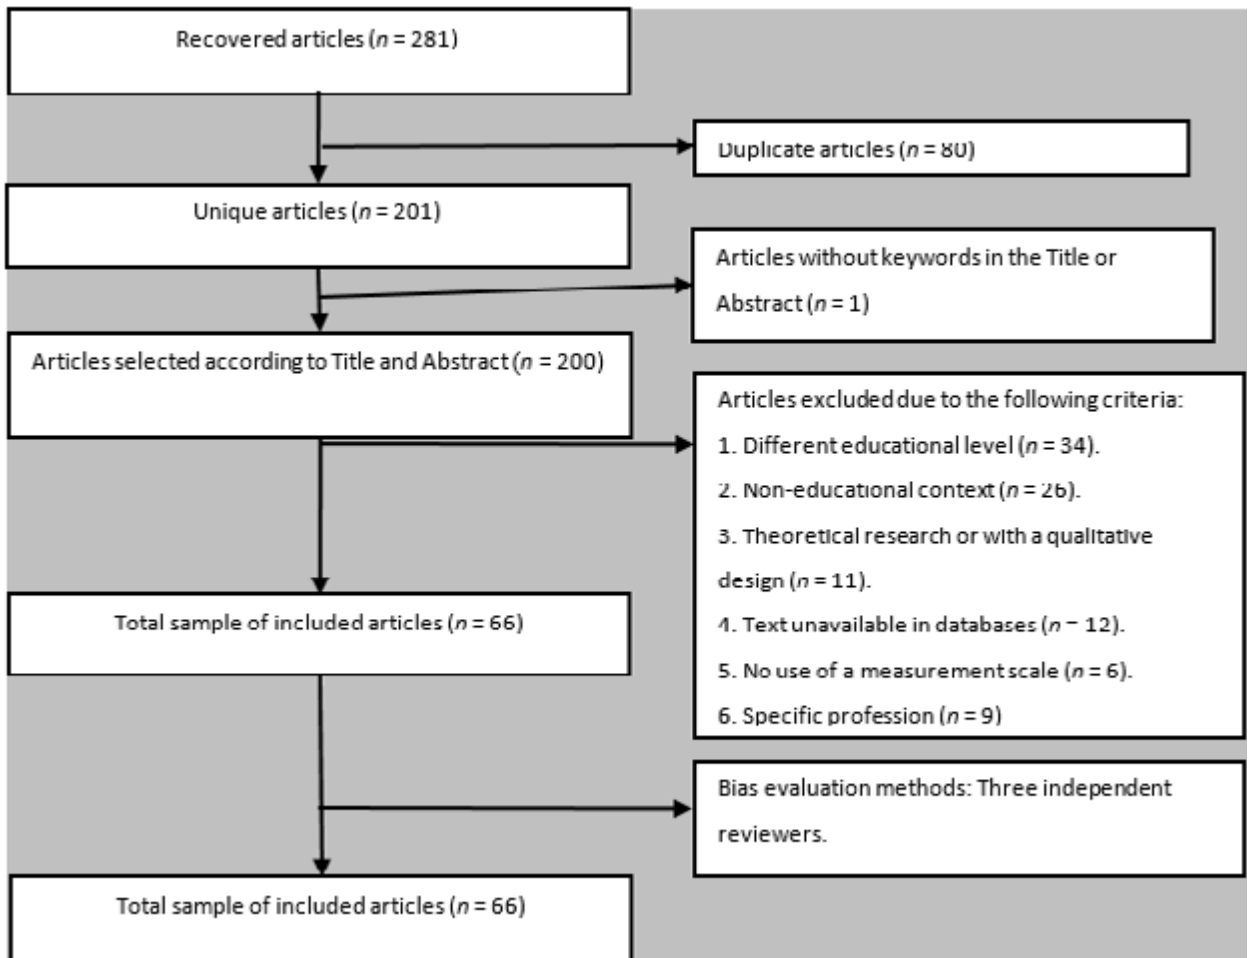 Recovered articles (n = 281)
Duplicate articles (n = 80)
Unique articles (n = 201)
Articles without keywords in the Title or
Abstract (n = 1)
Articles selected according to Title and Abstract (n = 200)
Articles excluded due to the following criteria:
1. Different educational level (n = 34).
2. Non-educational context (n = 26).
3. Theoretical research or with a qualitative
design (n = 11).
4. Text unavailable in databases (n = 12).
5. No use of a measurement scale (n = 6).
6. Specific profession (n = 9)
Total sample of included articles (n = 66)
Bias evaluation methods: Three independent
reviewers.
Total sample of included articles (n = 66)